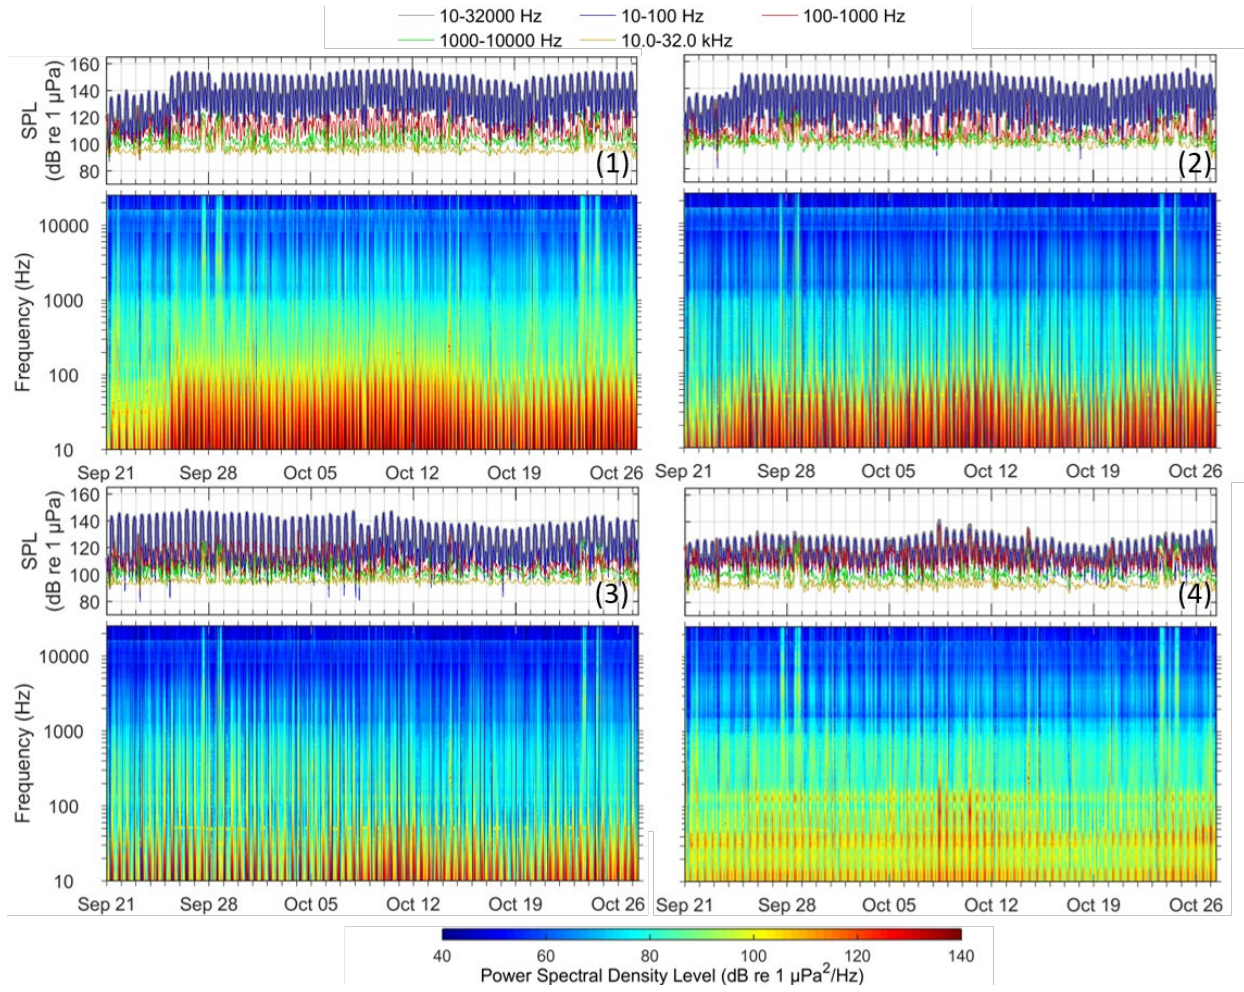 10-32000 Hz 10-100 Hz 100-1000 Hz
1000-10000 Hz 10.0-32.0 kHz
SPL
(dB re 1 µPa)
160
140
120
100
80
(1)
(2)
Frequency (Hz)
10000
1000
100
10
Sep 21 Sep 28 Oct 05 Oct 12 Oct 19 Oct 26
Sep 21 Sep 28 Oct 05 Oct 12 Oct 19 Oct 26
SPL
(dB re 1 µPa)
160
140
120
100
80
(3)
(4)
Frequency (Hz)
10000
1000
100
10
Sep 21 Sep 28 Oct 05 Oct 12 Oct 19 Oct 26
Sep 21 Sep 28 Oct 05 Oct 12 Oct 19 Oct 26
40 60 80 100 120 140
Power Spectral Density Level (dB re 1 µPa²/Hz)